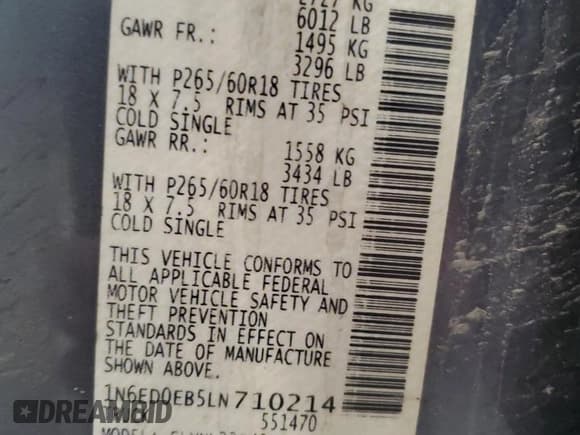 2727 KG
6012 LB
GAWR FR.: 1495 KG
3296 LB
WITH P265/60R18 TIRES
18 X 7.5 RIMS AT 35 PSI
COLD SINGLE
GAWR RR.: 1558 KG
3434 LB
WITH P265/60R18 TIRES
18 X 7.5 RIMS AT 35 PSI
COLD SINGLE
THIS VEHICLE CONFORMS TO
ALL APPLICABLE FEDERAL
MOTOR VEHICLE SAFETY AND
THEFT PREVENTION
STANDARDS IN EFFECT ON
THE DATE OF MANUFACTURE
SHOWN ABOVE.
1N6ED0EB5LN710214
551470
DREAMBID